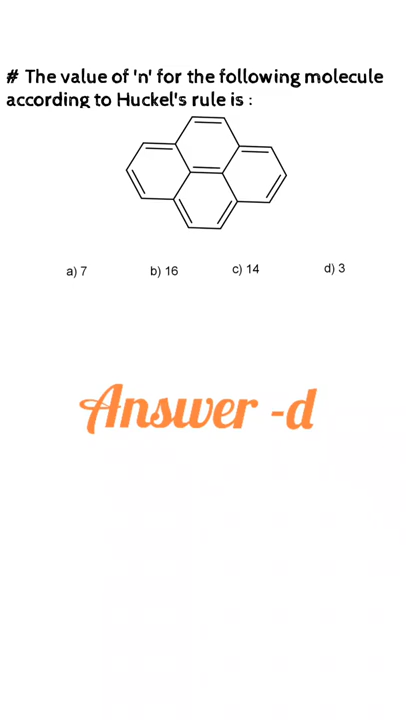 # The value of 'n' for the following molecule
according to Huckel's rule is :
a) 7 b) 16 c) 14 d) 3
Answer -d